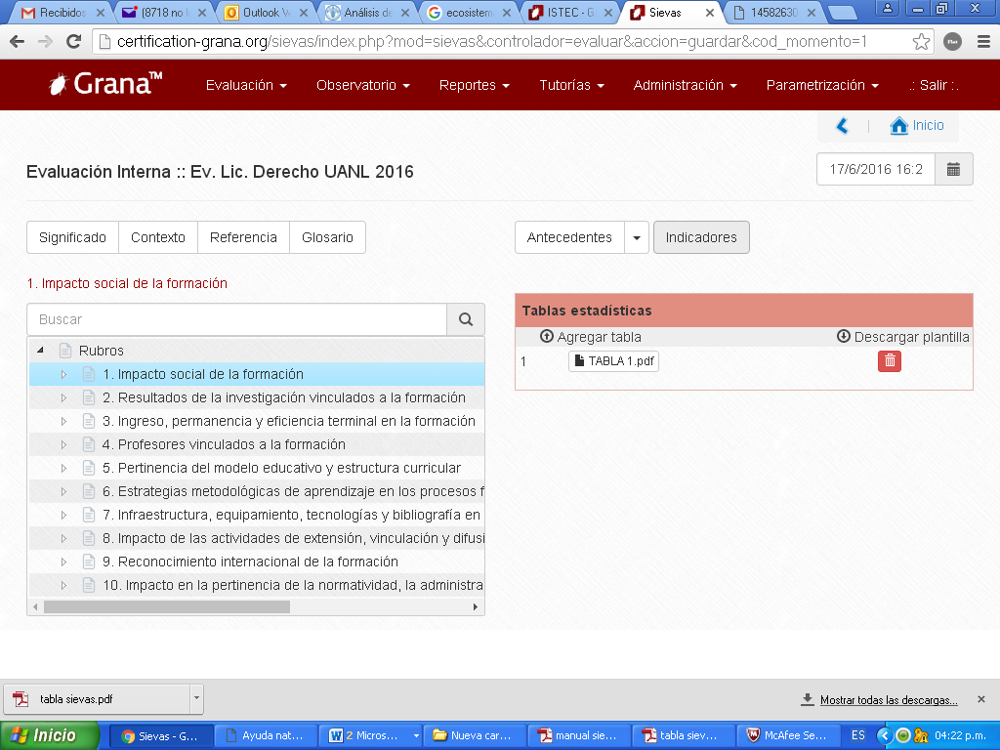 Recibidos
(8718 no l
Outlook W
Análisis de
ecosistem
ISTEC - G
Sievas
14582630
certification-grana.org/sievas/index.php?mod=sievas&controlador=evaluar&accion=guardar&cod_momento=1
Grana™
Evaluación
Observatorio
Reportes
Tutorías
Administración
Parametrización
.: Salir :.
Inicio
Evaluación Interna :: Ev. Lic. Derecho UANL 2016
17/6/2016 16:2
Significado
Contexto
Referencia
Glosario
Antecedentes
Indicadores
1. Impacto social de la formación
Buscar
Rubros
1. Impacto social de la formación
2. Resultados de la investigación vinculados a la formación
3. Ingreso, permanencia y eficiencia terminal en la formación
4. Profesores vinculados a la formación
5. Pertinencia del modelo educativo y estructura curricular
6. Estrategias metodológicas de aprendizaje en los procesos f
7. Infraestructura, equipamiento, tecnologías y bibliografía en
8. Impacto de las actividades de extensión, vinculación y difusi
9. Reconocimiento internacional de la formación
10. Impacto en la pertinencia de la normatividad, la administra
Tablas estadísticas
Agregar tabla
Descargar plantilla
1
TABLA 1.pdf
tabla sievas.pdf
Mostrar todas las descargas...
Inicio
Sievas - G...
Ayuda nat...
2 Micros...
Nueva car...
manual sie...
tabla siev...
McAfee Se...
ES
04:22 p.m.